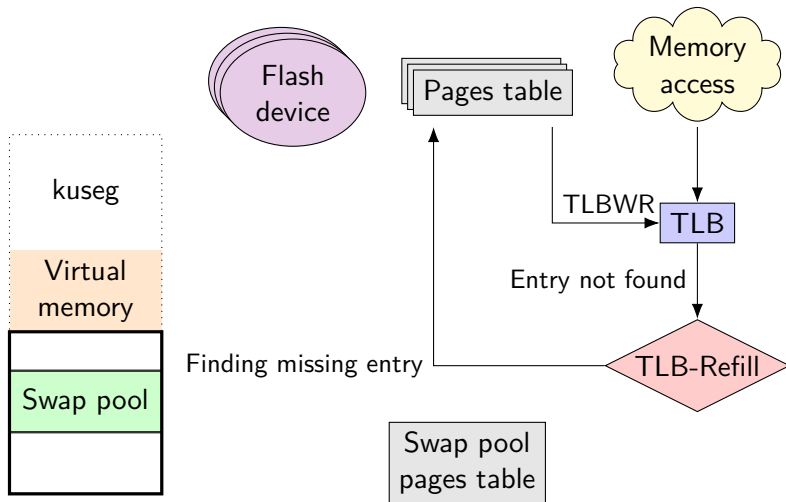 Flash
device
Pages table
Memory
access
kuseg
TLBWR
TLB
Virtual
memory
Entry not found
Finding missing entry
TLB-Refill
Swap pool
Swap pool
pages table